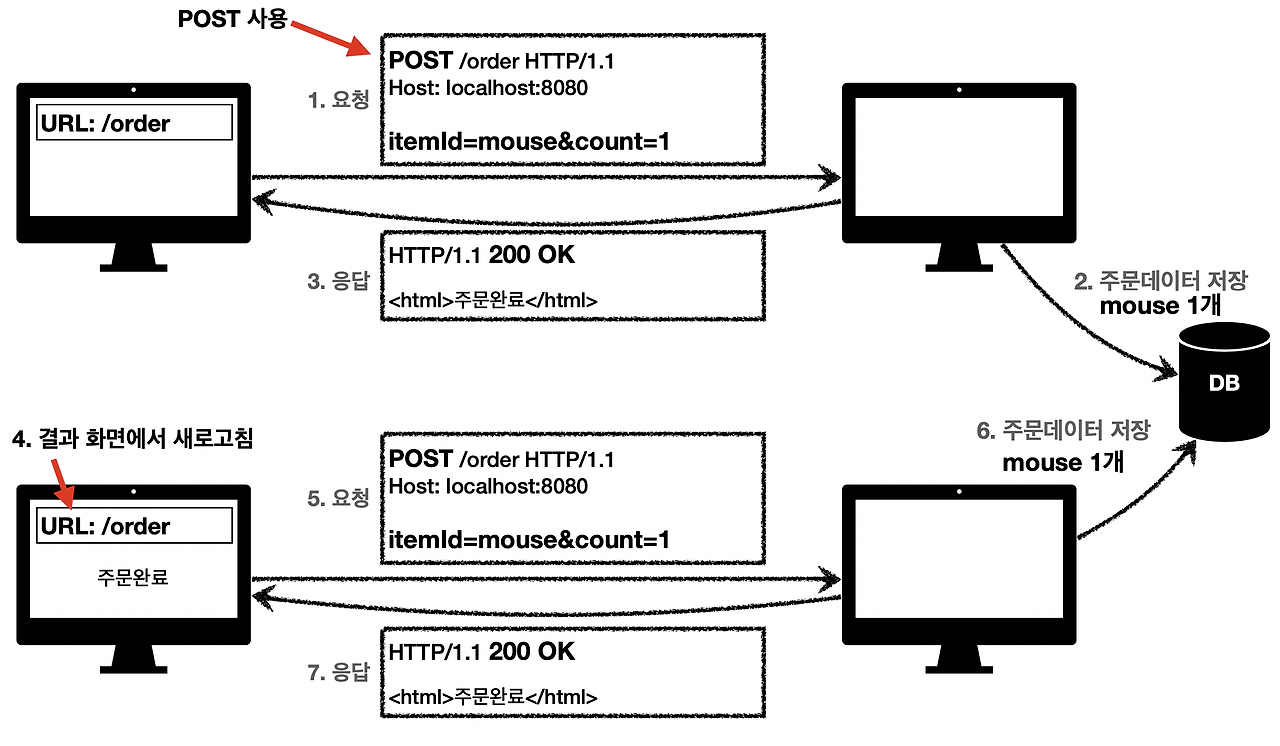 POST 사용
POST /order HTTP/1.1
Host: localhost:8080
1. 요청
itemId=mouse&count=1
URL: /order
HTTP/1.1 200 OK
3. 응답
<html>주문완료</html>
2. 주문데이터 저장
mouse 1개
DB
4. 결과 화면에서 새로고침
POST /order HTTP/1.1
Host: localhost:8080
5. 요청
itemId=mouse&count=1
URL: /order
주문완료
6. 주문데이터 저장
mouse 1개
HTTP/1.1 200 OK
7. 응답
<html>주문완료</html>